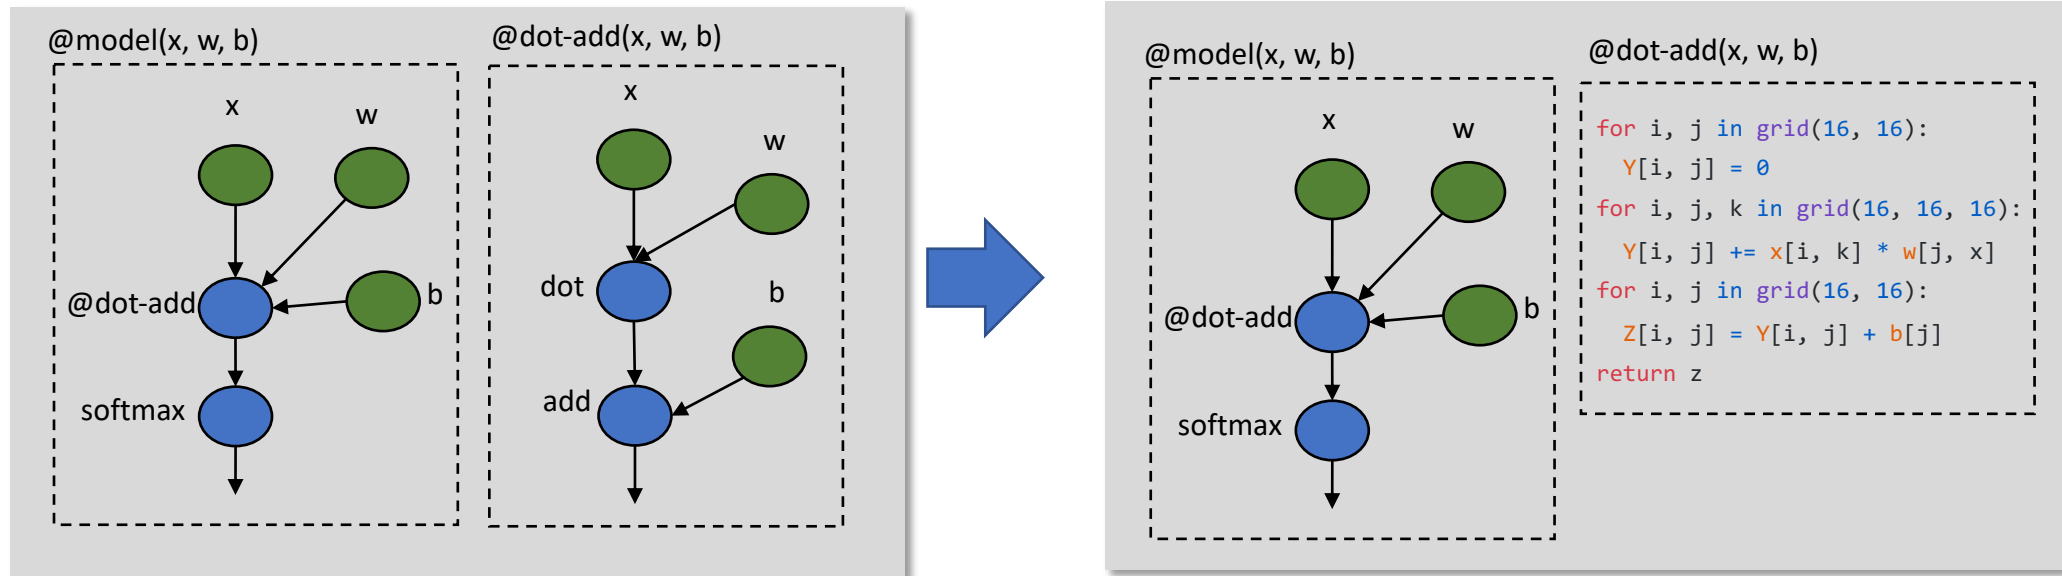 @model(x, w, b)
x
w
@dot-add
b
softmax
@dot-add(x, w, b)
x
w
dot
b
add
@model(x, w, b)
x
w
@dot-add
b
softmax
@dot-add(x, w, b)
for i, j in grid(16, 16):
Y[i, j] = 0
for i, j, k in grid(16, 16, 16):
Y[i, j] += x[i, k] * w[j, x]
for i, j in grid(16, 16):
Z[i, j] = Y[i, j] + b[j]
return z